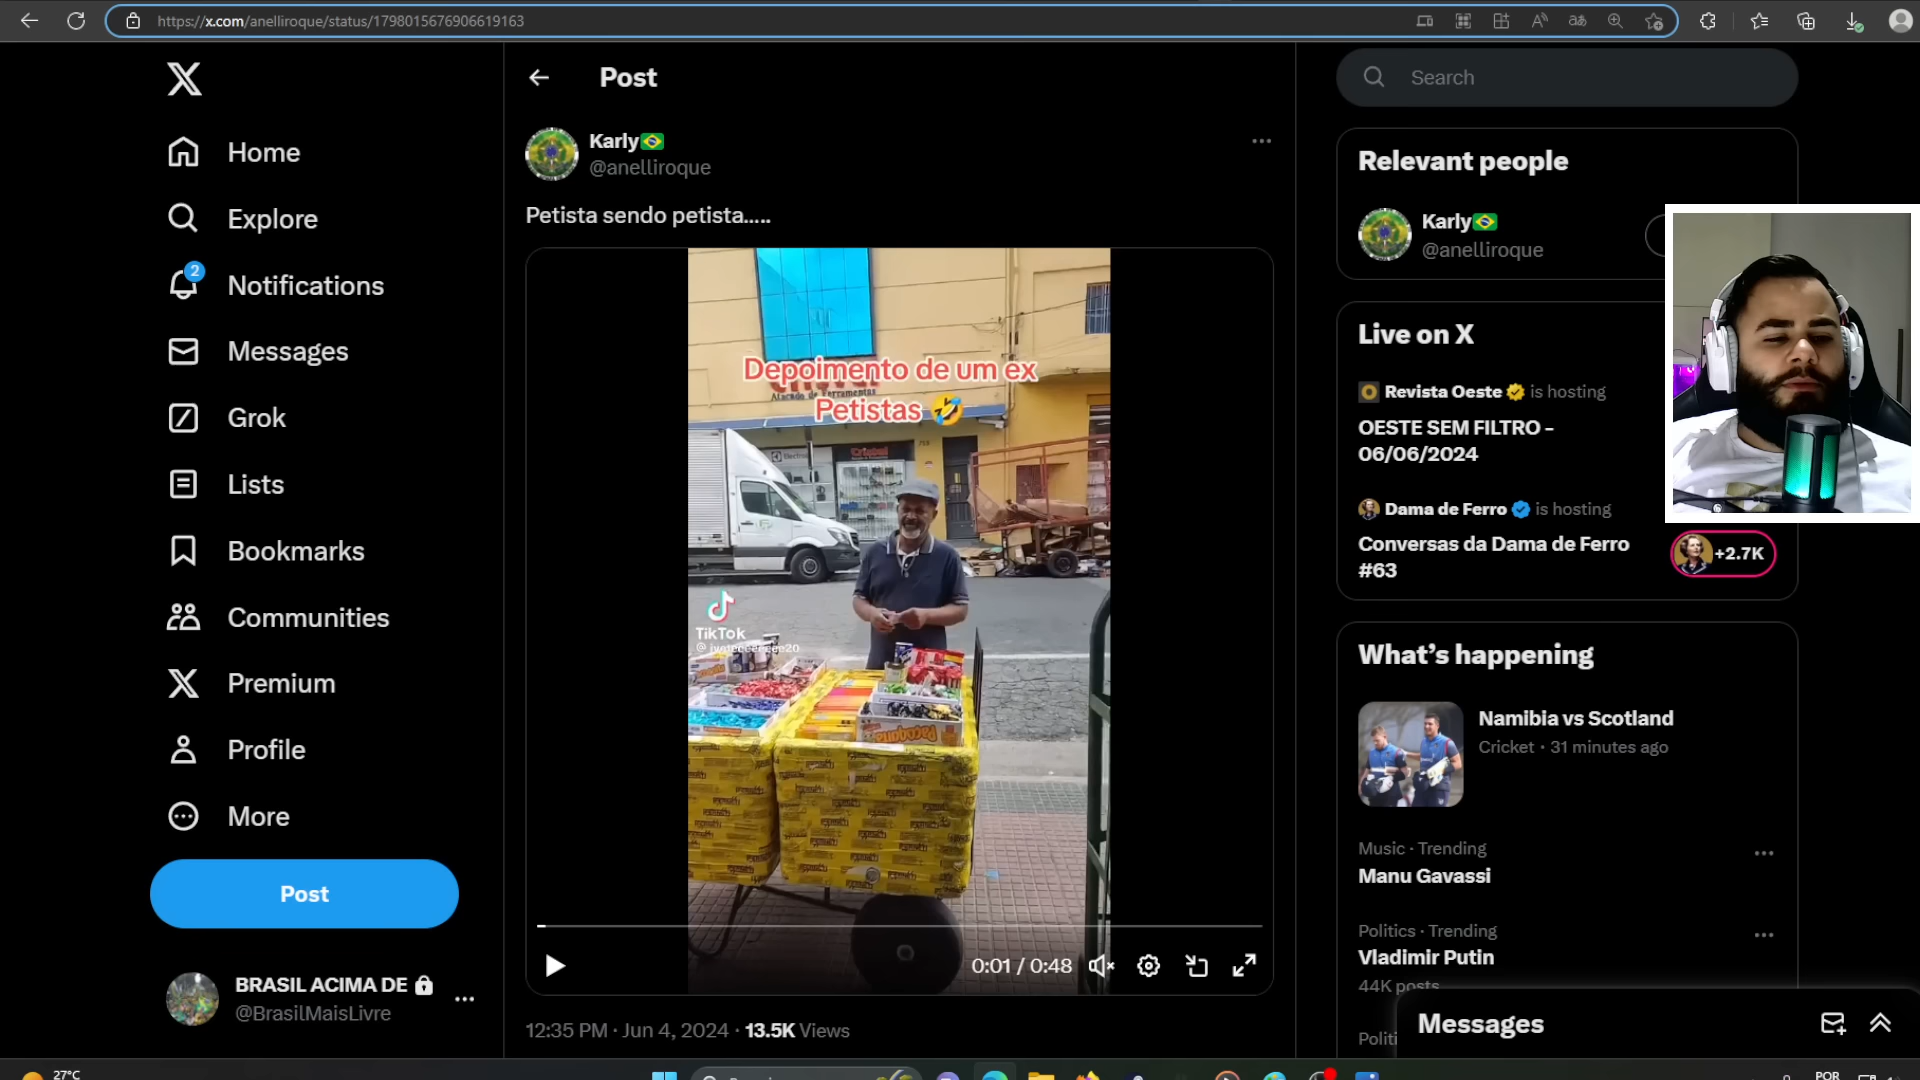 https://x.com/anelliroque/status/1798015676906619163
Home
Explore
2
Notifications
Messages
Grok
Lists
Bookmarks
Communities
Premium
Profile
More
Post
BRASIL ACIMA DE
@BrasilMaisLivre
Post
Karly
@anelliroque
Petista sendo petista.....
Depoimento de um ex
Atacado de Ferramentas
Petistas
TikTok
0:01 / 0:48
12:35 PM · Jun 4, 2024 · 13.5K Views
Search
Relevant people
Karly
@anelliroque
Live on X
Revista Oeste is hosting
OESTE SEM FILTRO –
06/06/2024
Dama de Ferro is hosting
Conversas da Dama de Ferro
#63
+2.7K
What's happening
Namibia vs Scotland
Cricket · 31 minutes ago
Music · Trending
Manu Gavassi
Politics · Trending
Vladimir Putin
44K posts
Politi
Messages
27°C
POR